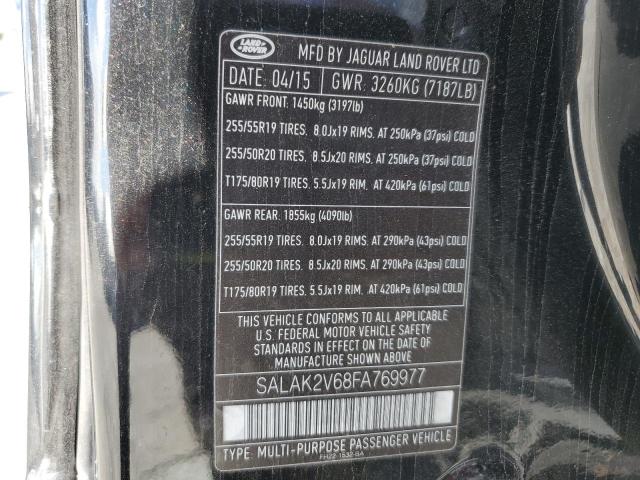 LAND
ROVER
MFD BY JAGUAR LAND ROVER LTD
DATE: 04/15 GWR: 3260KG (7187LB)
GAWR FRONT: 1450kg (3197lb)
255/55R19 TIRES. 8.0Jx19 RIMS. AT 250kPa (37psi) COLD
255/50R20 TIRES. 8.5Jx20 RIMS. AT 250kPa (37psi) COLD
T175/80R19 TIRES. 5.5Jx19 RIM. AT 420kPa (61psi) COLD
GAWR REAR: 1855kg (4090lb)
255/55R19 TIRES. 8.0Jx19 RIMS. AT 290kPa (43psi) COLD
255/50R20 TIRES. 8.5Jx20 RIMS. AT 290kPa (43psi) COLD
T175/80R19 TIRES. 5.5Jx19 RIM. AT 420kPa (61psi) COLD
THIS VEHICLE CONFORMS TO ALL APPLICABLE
U.S. FEDERAL MOTOR VEHICLE SAFETY
STANDARDS IN EFFECT ON THE DATE OF
MANUFACTURE SHOWN ABOVE.
SALAK2V68FA769977
TYPE: MULTI-PURPOSE PASSENGER VEHICLE
FH22-1532-BA